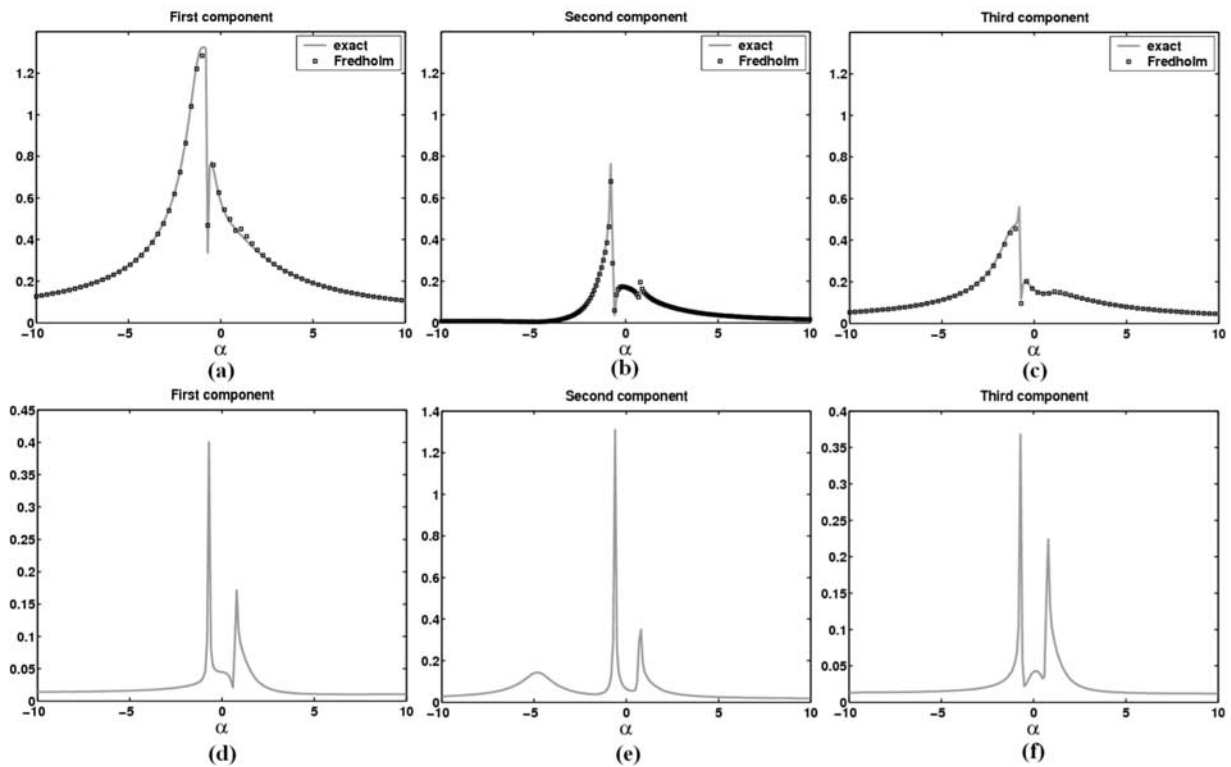 First component
Second component
Third component
exact
Fredholm
exact
Fredholm
exact
Fredholm
1.2
1
0.8
0.6
0.4
0.2
0
1.2
1
0.8
0.6
0.4
0.2
0
1.2
1
0.8
0.6
0.4
0.2
0
−10 −5 0 5 10
−10 −5 0 5 10
−10 −5 0 5 10
α
α
α
(a)
(b)
(c)
First component
Second component
Third component
0.45
0.4
0.35
0.3
0.25
0.2
0.15
0.1
0.05
0
1.4
1.2
1
0.8
0.6
0.4
0.2
0
0.4
0.35
0.3
0.25
0.2
0.15
0.1
0.05
0
−10 −5 0 5 10
−10 −5 0 5 10
−10 −5 0 5 10
α
α
α
(d)
(e)
(f)